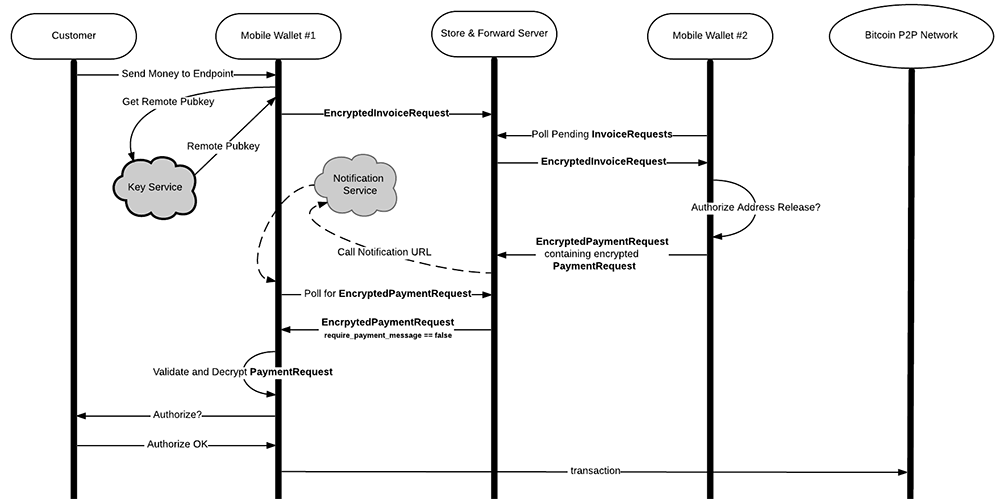 Customer
Mobile Wallet #1
Store & Forward Server
Mobile Wallet #2
Bitcoin P2P Network
Send Money to Endpoint
Get Remote Pubkey
EncryptedInvoiceRequest
Poll Pending InvoiceRequests
Remote Pubkey
EncryptedInvoiceRequest
Key Service
Notification
Service
Authorize Address Release?
EncryptedPaymentRequest
containing encrypted
PaymentRequest
Call Notification URL
Poll for EncryptedPaymentRequest
EncrpytedPaymentRequest
require_payment_message == false
Validate and Decrypt PaymentRequest
Authorize?
Authorize OK
transaction